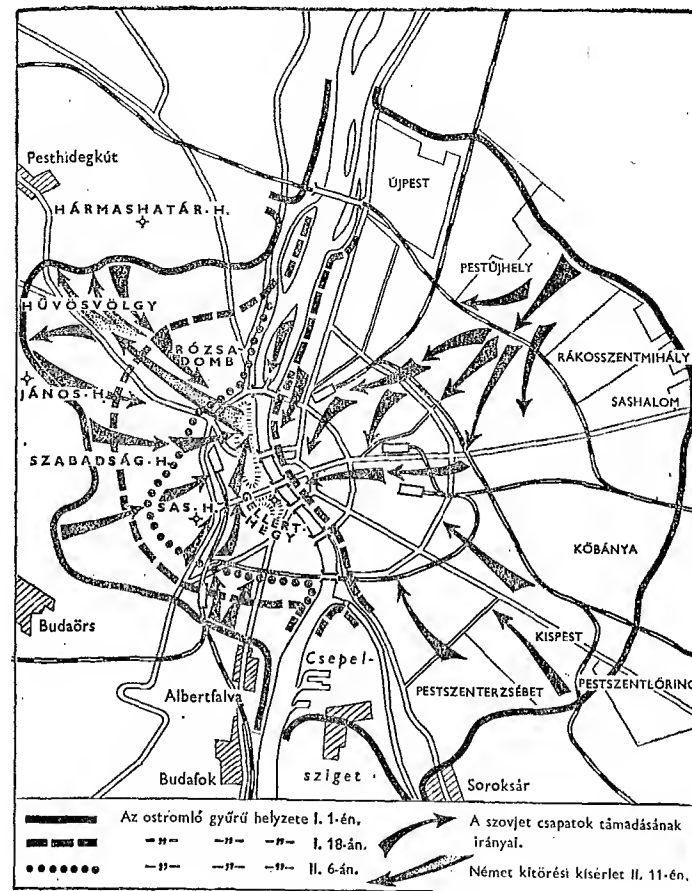 Pesthidegkút
HÁRMASHATÁR·H.
ÚJPEST
PESTÚJHELY
HŰVÖSVÖLGY
RÓZSA
DOMB
RÁKOSSZENTMIHÁLY
SASHALOM
JÁNOS·H.
SZABADSÁG·H.
SAS.H.
GELLÉRT-
HEGY
KŐBÁNYA
Budaörs
KISPEST
Csepel-
sziget
Albertfalva
PESTSZENTERZSÉBET
PESTSZENTLŐRINC
Budafok
Soroksár
Az ostromló gyűrű helyzete I. 1-én.
-„- -„- -„- I. 18-án.
-„- -„- -„- II. 6-án.
A szovjet csapatok támadásának
irányai.
Német kitörési kísérlet II. 11-én.